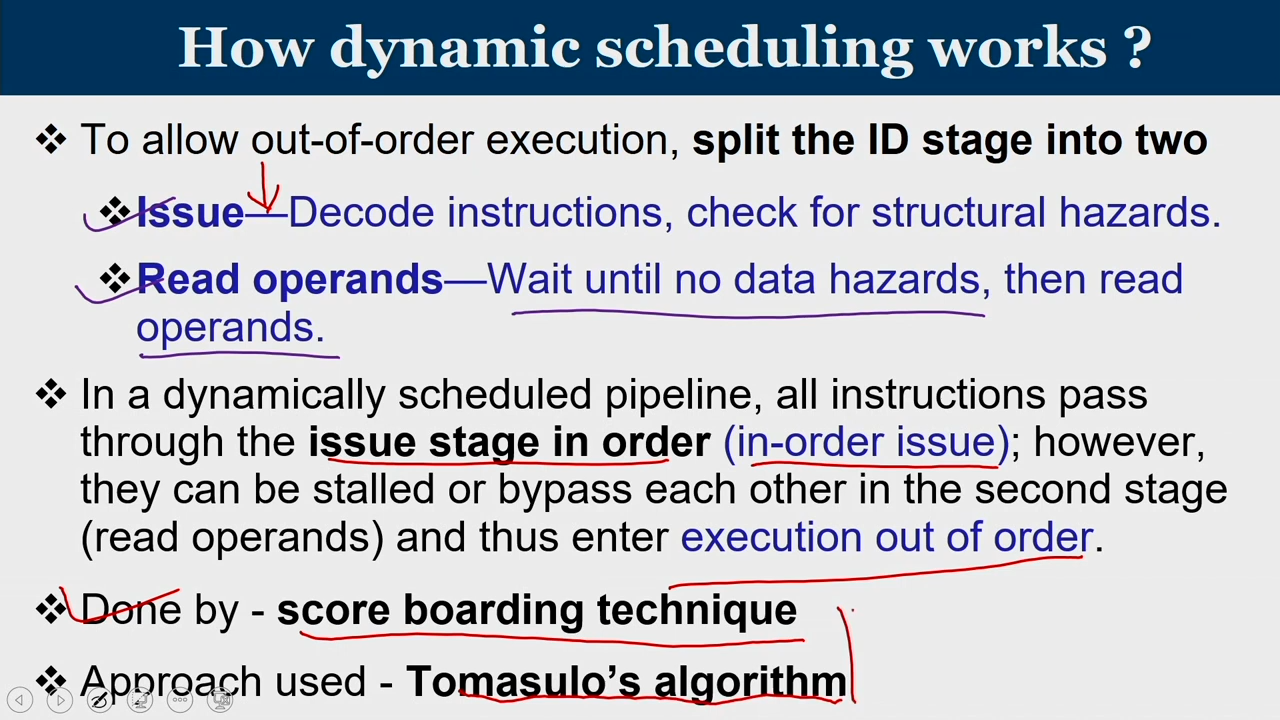 How dynamic scheduling works ?
❖ To allow out-of-order execution, split the ID stage into two
❖ Issue—Decode instructions, check for structural hazards.
❖ Read operands—Wait until no data hazards, then read
operands.
❖ In a dynamically scheduled pipeline, all instructions pass
through the issue stage in order (in-order issue); however,
they can be stalled or bypass each other in the second stage
(read operands) and thus enter execution out of order.
❖ Done by - score boarding technique
❖ Approach used - Tomasulo’s algorithm